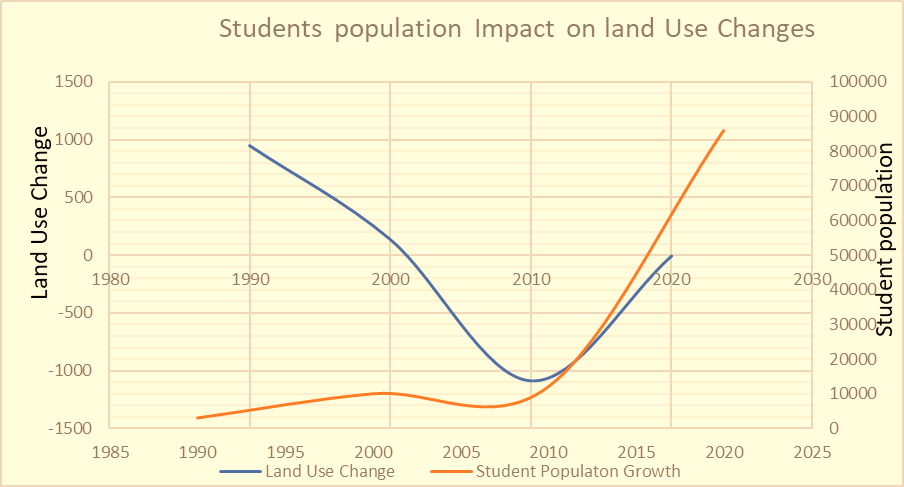 Students population Impact on land Use Changes
1500 100000
1000 90000
500 80000
0 70000
-500 60000
-1000 50000
-1500 40000
30000
20000
10000
0
Land Use Change
Student population
1980 1990 2000 2010 2020 2030
1985 1990 1995 2000 2005 2010 2015 2020 2025
Land Use Change Student Populaton Growth